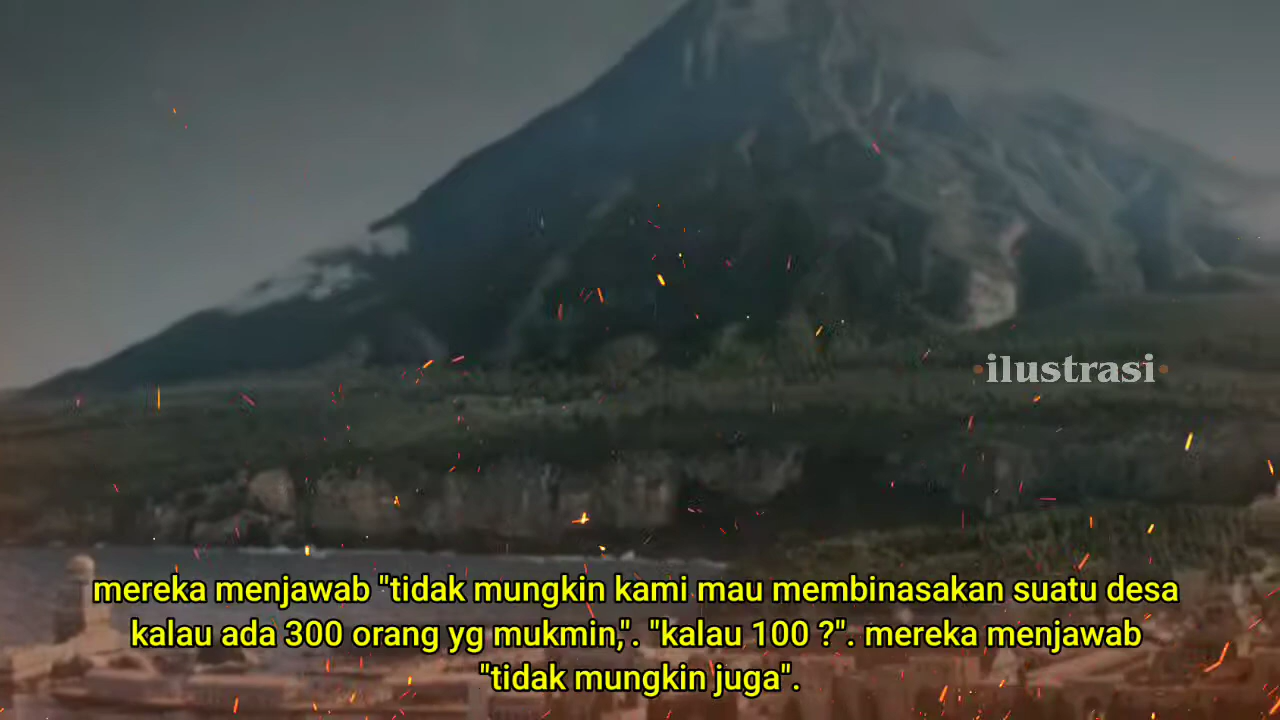 •ilustrasi•
mereka menjawab "tidak mungkin kami mau membinasakan suatu desa
kalau ada 300 orang yg mukmin,". "kalau 100 ?". mereka menjawab
"tidak mungkin juga".